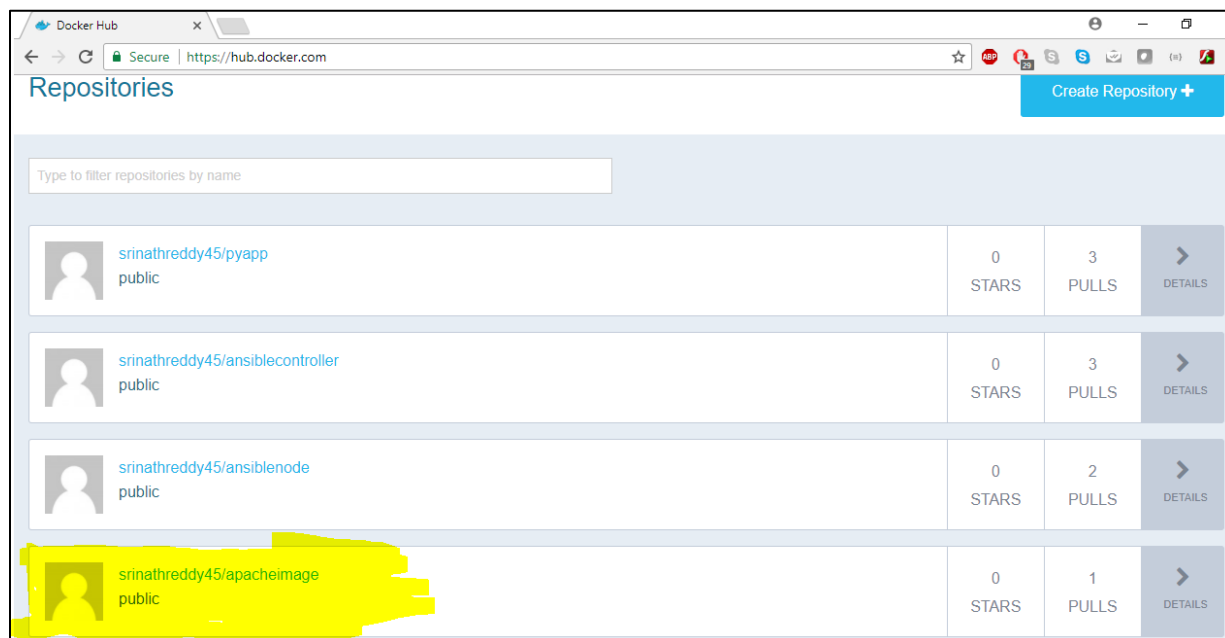 Docker Hub
Secure | https://hub.docker.com
ABP
29
Repositories
Create Repository +
Type to filter repositories by name
srinathreddy45/pyapp
public
0
STARS
3
PULLS
DETAILS
srinathreddy45/ansiblecontroller
public
0
STARS
3
PULLS
DETAILS
srinathreddy45/ansiblenode
public
0
STARS
2
PULLS
DETAILS
srinathreddy45/apacheimage
public
0
STARS
1
PULLS
DETAILS